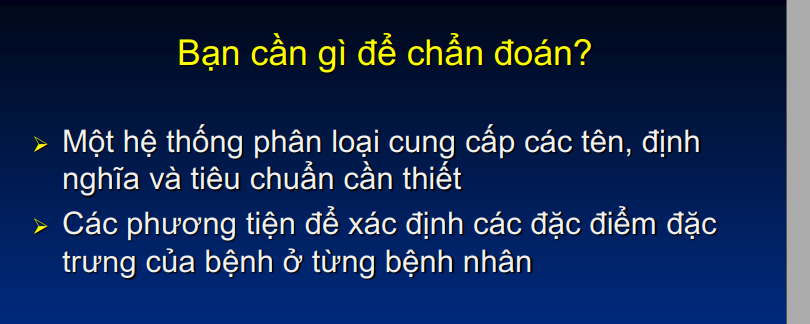 Bạn cần gì để chẩn đoán?
Một hệ thống phân loại cung cấp các tên, định
nghĩa và tiêu chuẩn cần thiết
Các phương tiện để xác định các đặc điểm đặc
trưng của bệnh ở từng bệnh nhân